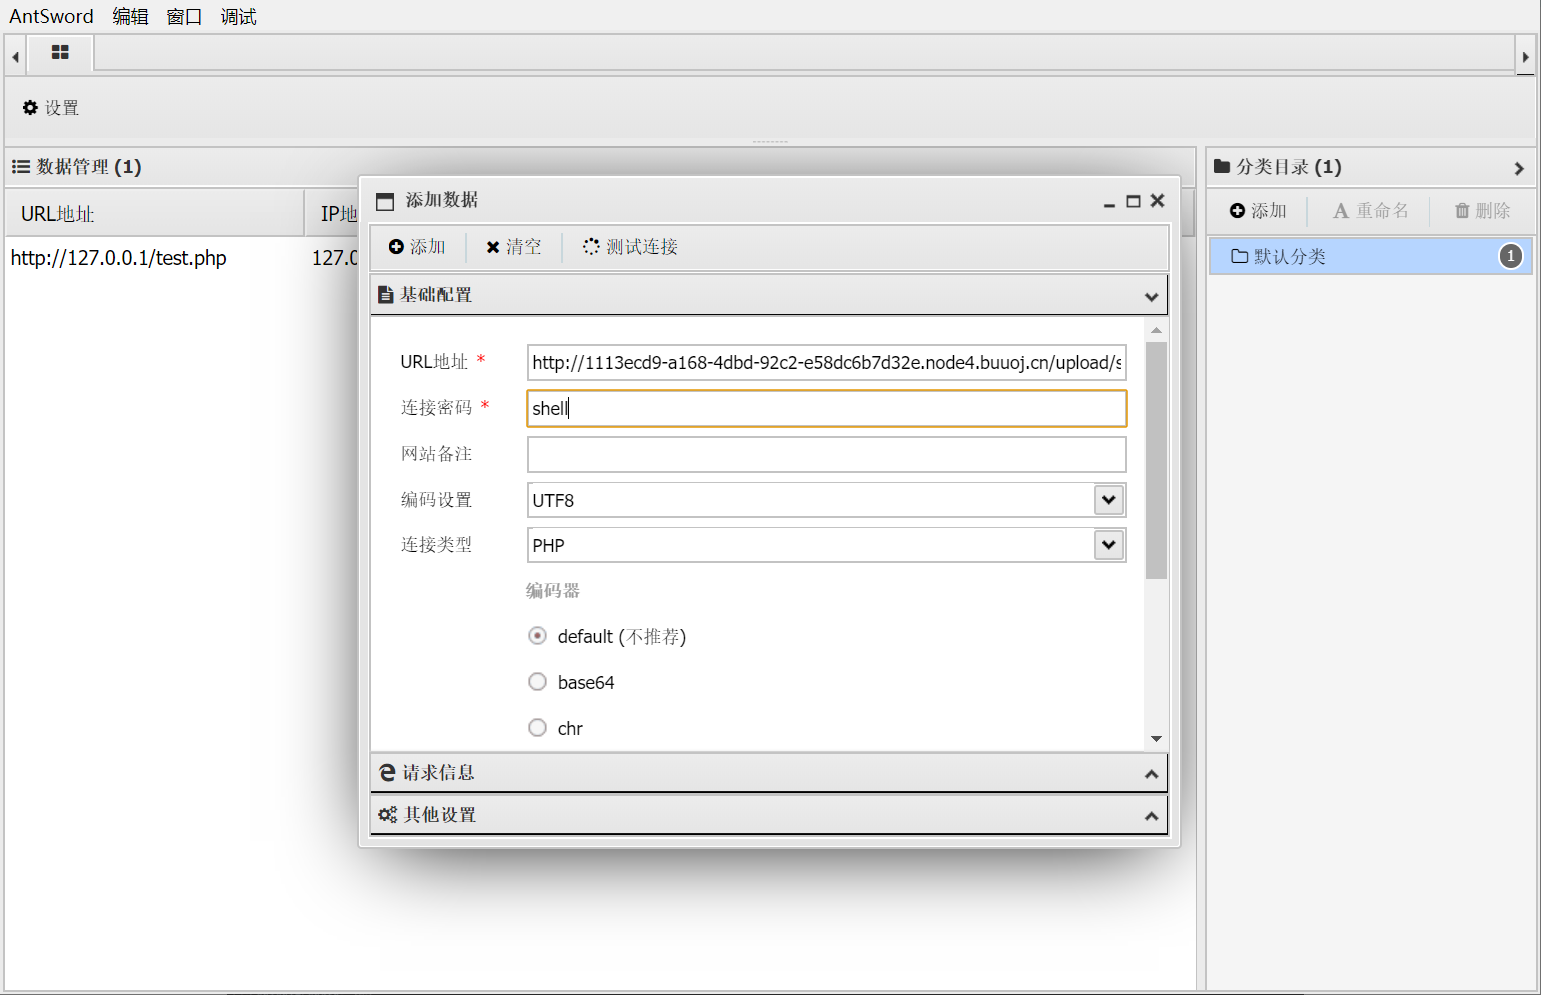 AntSword 编辑 窗口 调试
设置
数据管理 (1)
URL地址 IP地
http://127.0.0.1/test.php 127.0
添加数据
添加 清空 测试连接
基础配置
URL地址 * http://1113ecd9-a168-4dbd-92c2-e58dc6b7d32e.node4.buuoj.cn/upload/s
连接密码 * shell
网站备注
编码设置 UTF8
连接类型 PHP
编码器
default (不推荐)
base64
chr
请求信息
其他设置
分类目录 (1)
添加 重命名 删除
默认分类 1